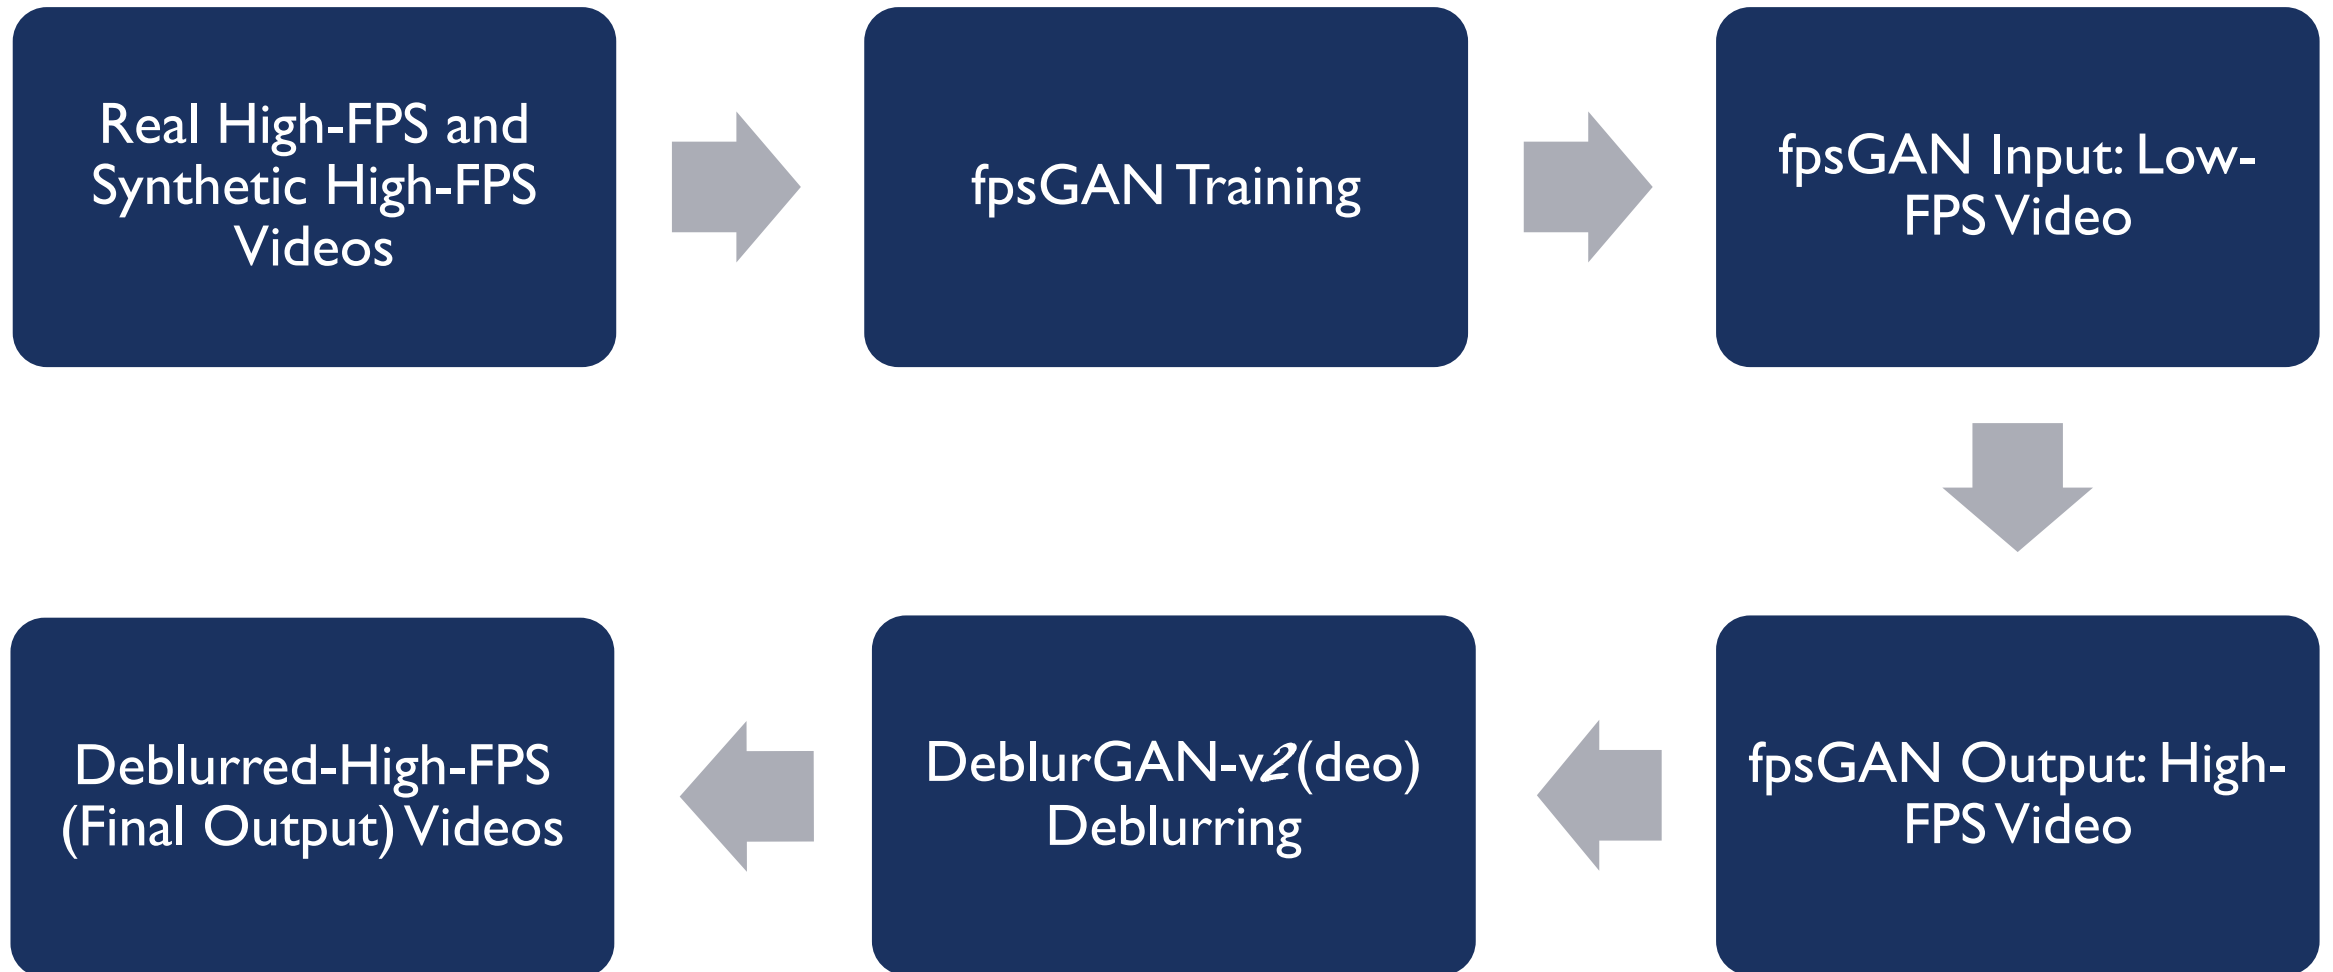 Real High-FPS and
Synthetic High-FPS
Videos
fpsGAN Training
fpsGAN Input: Low-
FPS Video
fpsGAN Output: High-
FPS Video
DeblurGAN-v2(deo)
Deblurring
Deblurred-High-FPS
(Final Output) Videos